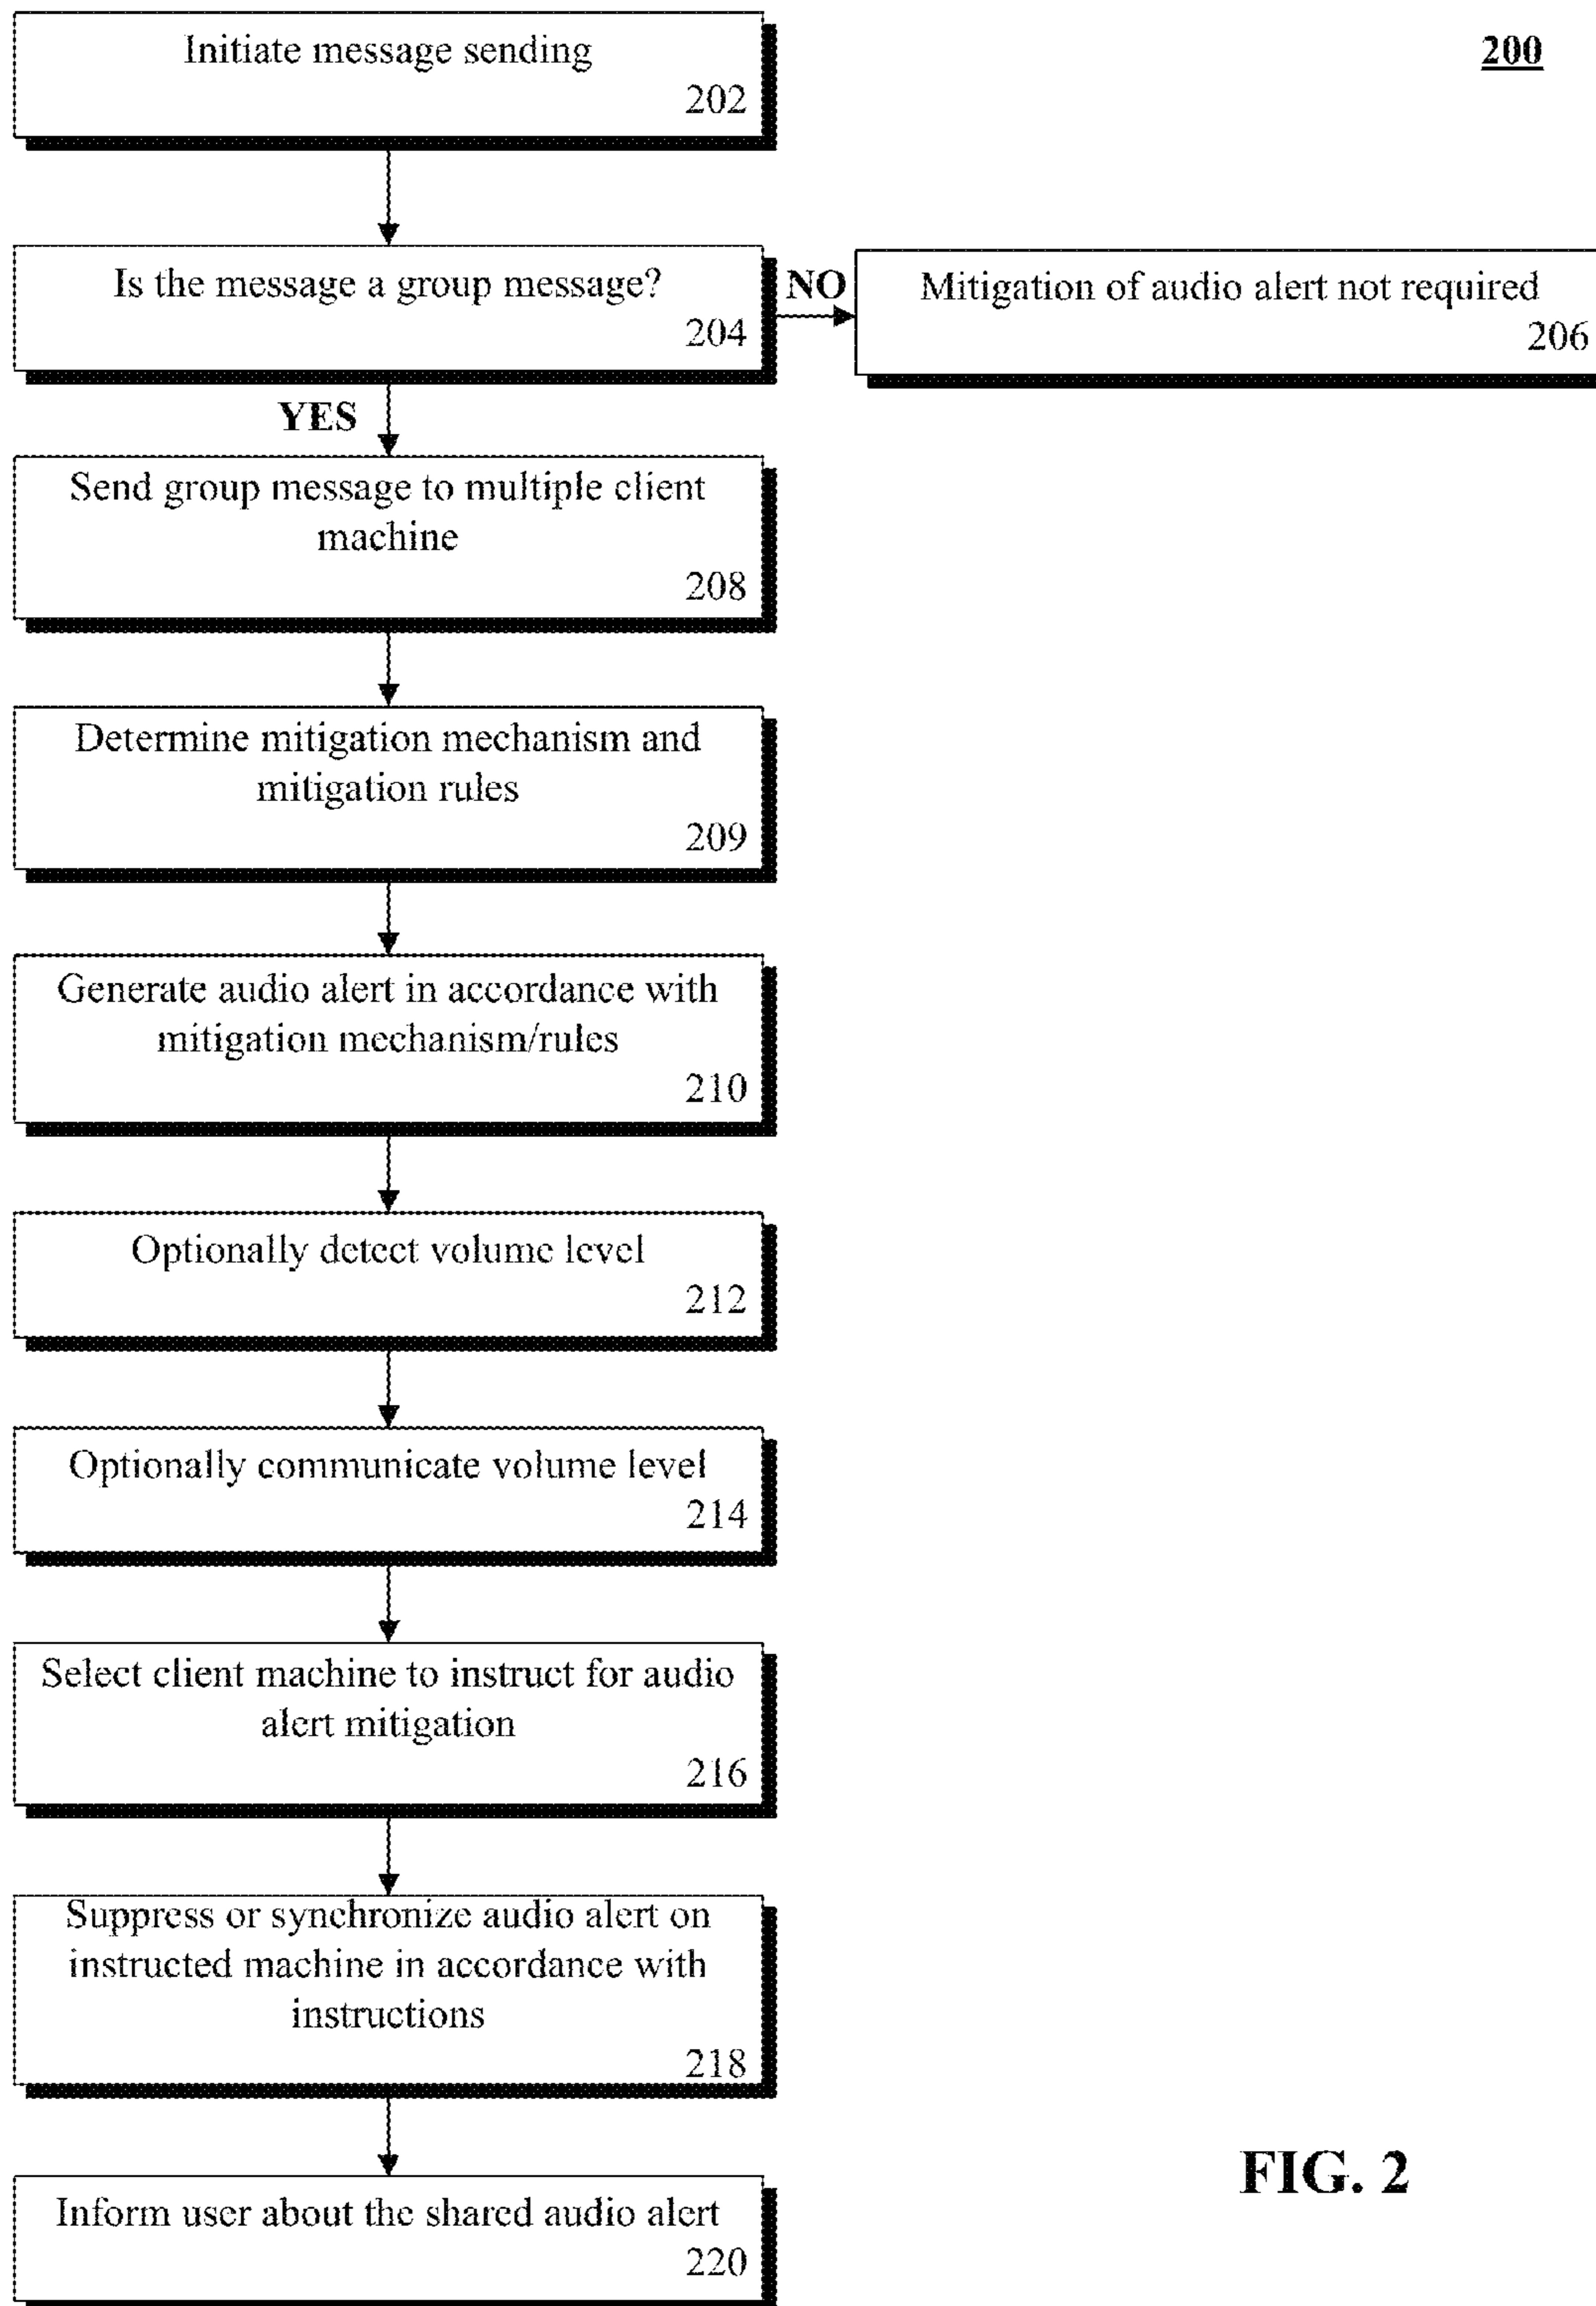 200
Initiate message sending
202
Is the message a group message?
204
NO
Mitigation of audio alert not required
206
YES
Send group message to multiple client
machine
208
Determine mitigation mechanism and
mitigation rules
209
Generate audio alert in accordance with
mitigation mechanism/rules
210
Optionally detect volume level
212
Optionally communicate volume level
214
Select client machine to instruct for audio
alert mitigation
216
Suppress or synchronize audio alert on
instructed machine in accordance with
instructions
218
Inform user about the shared audio alert
220
FIG. 2